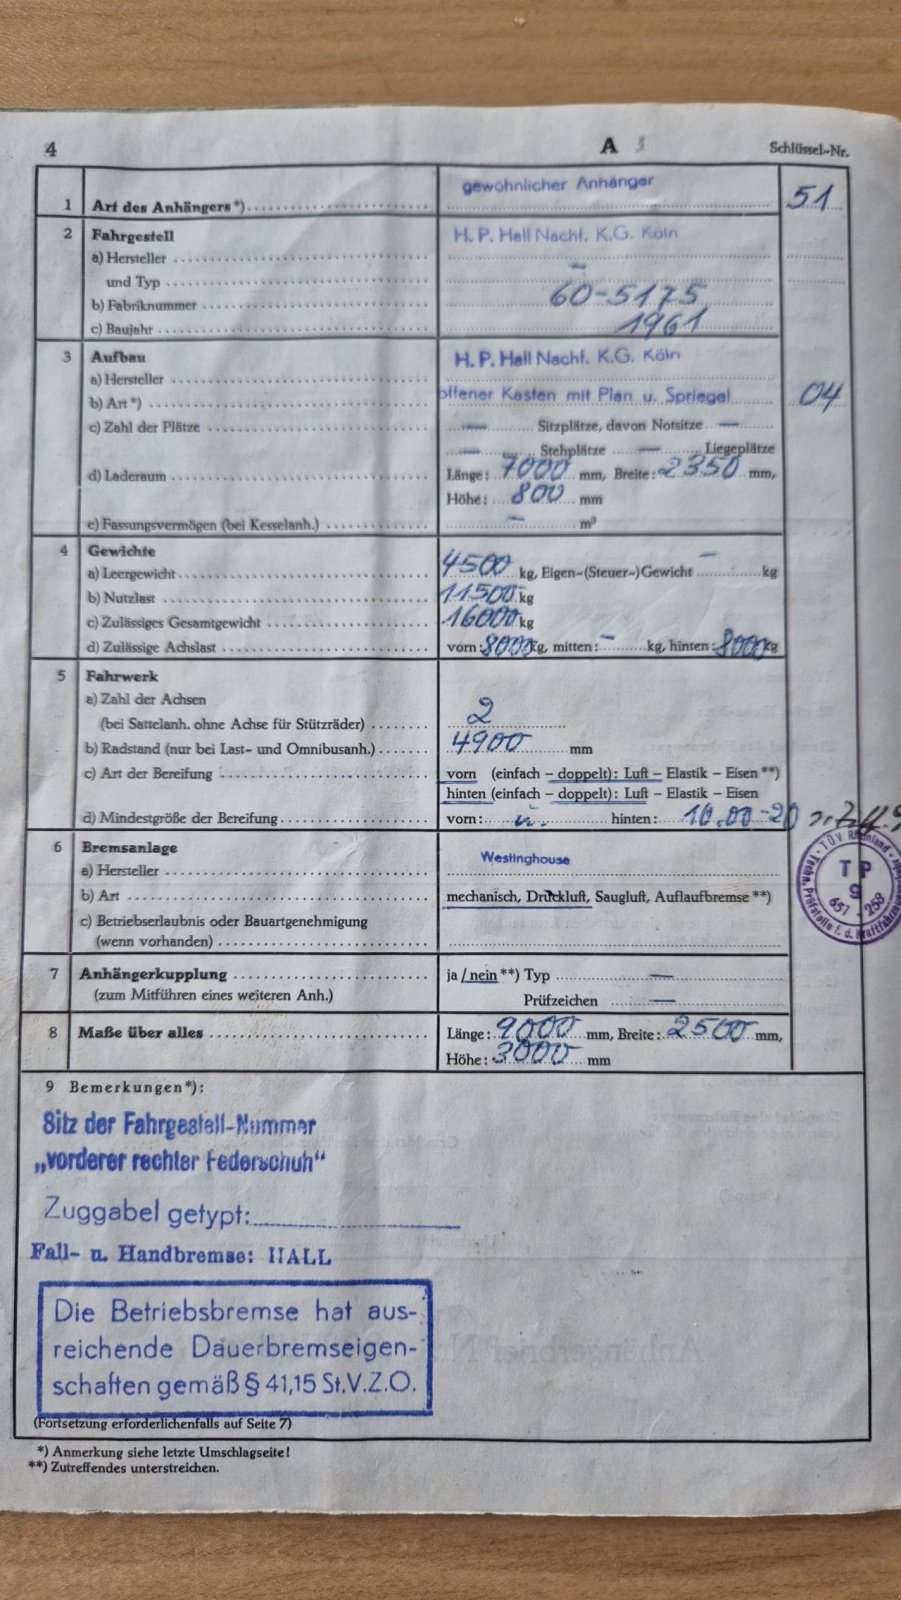 4 A Schlüssel-Nr.
1 Art des Anhängers *) gewöhnlicher Anhänger 51
2 Fahrgestell H. P. Hall Nachf. K.G. Köln
a) Hersteller
und Typ —
b) Fabriknummer 60-5175
c) Baujahr 1961
3 Aufbau H. P. Hall Nachf. K.G. Köln
a) Hersteller
b) Art *) offener Kasten mit Plan u. Spriegel 04
c) Zahl der Plätze — Sitzplätze, davon Notsitze —
— Stehplätze — Liegeplätze
d) Laderaum Länge: 7000 mm, Breite: 2350 mm,
Höhe: 800 mm
e) Fassungsvermögen (bei Kesselanh.) — m³
4 Gewichte
a) Leergewicht 4500 kg, Eigen-(Steuer-)Gewicht — kg
b) Nutzlast 11500 kg
c) Zulässiges Gesamtgewicht 16000 kg
d) Zulässige Achslast vorn: 8000 kg, mitten: — kg, hinten: 8000 kg
5 Fahrwerk
a) Zahl der Achsen
(bei Sattelanh. ohne Achse für Stützräder) 2
b) Radstand (nur bei Last- und Omnibusanh.) 4900 mm
c) Art der Bereifung vorn (einfach – doppelt): Luft – Elastik – Eisen **)
hinten (einfach – doppelt): Luft – Elastik – Eisen
d) Mindestgröße der Bereifung vorn: u. hinten: 10.00-20
6 Bremsanlage Westinghouse
a) Hersteller
b) Art mechanisch, Druckluft, Saugluft, Auflaufbremse **)
c) Betriebserlaubnis oder Bauartgenehmigung
(wenn vorhanden)
TÜV Rheinland
TP
9
651 - 258
Techn. Prüfstelle f. d. Kraftfahrzeug
7 Anhängerkupplung ja / nein **) Typ —
(zum Mitführen eines weiteren Anh.) Prüfzeichen —
8 Maße über alles Länge: 9000 mm, Breite: 2500 mm,
Höhe: 3000 mm
9 Bemerkungen *):
Sitz der Fahrgestell-Nummer
„vorderer rechter Federschuh“
Zuggabel getypt:
Fall- u. Handbremse: HALL
Die Betriebsbremse hat aus-
reichende Dauerbremseigen-
schaften gemäß § 41,15 St.V.Z.O.
(Fortsetzung erforderlichenfalls auf Seite 7)
*) Anmerkung siehe letzte Umschlagseite!
**) Zutreffendes unterstreichen.